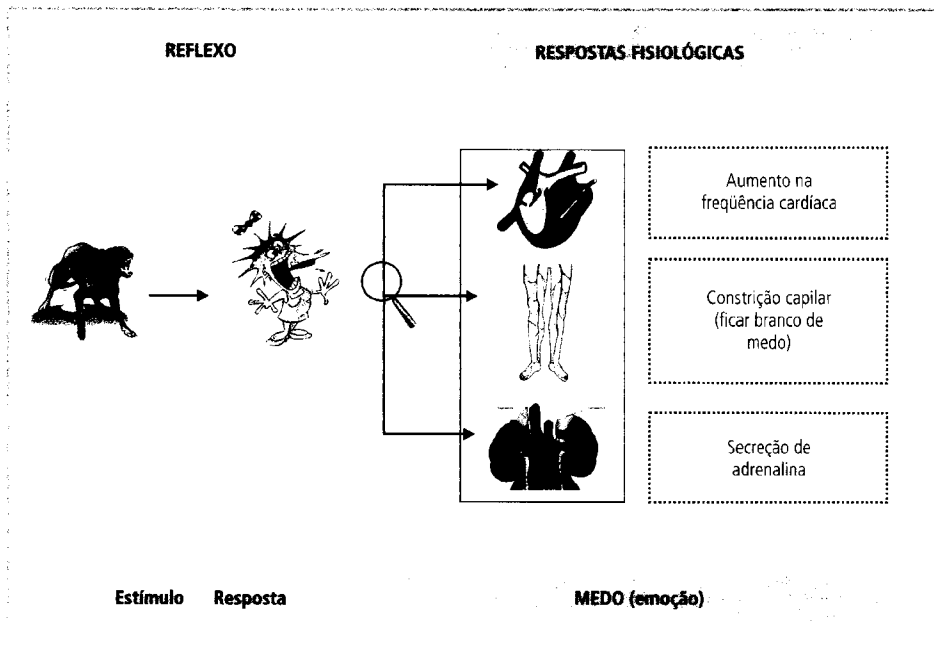 REFLEXO
RESPOSTAS FISIOLÓGICAS
Aumento na
freqüência cardíaca
Constrição capilar
(ficar branco de
medo)
Secreção de
adrenalina
Estímulo Resposta
MEDO (emoção)